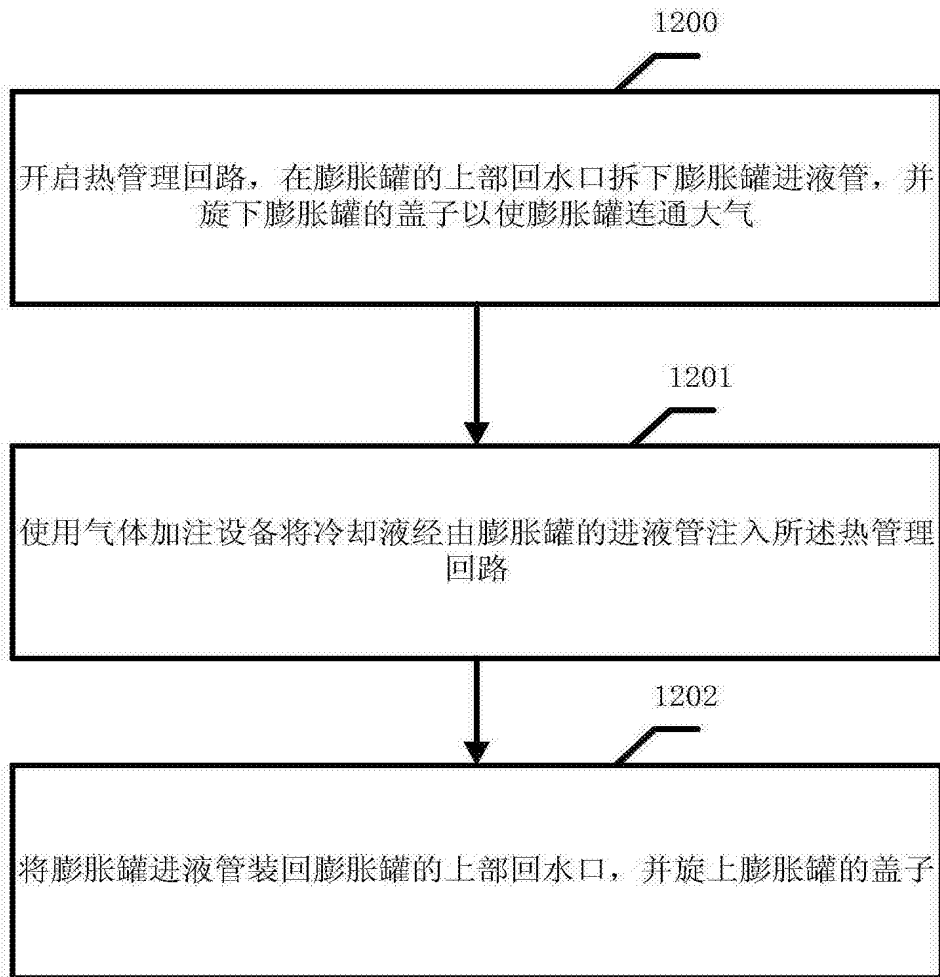 1200
开启热管理回路，在膨胀罐的上部回水口拆下膨胀罐进液管，并
旋下膨胀罐的盖子以使膨胀罐连通大气
1201
使用气体加注设备将冷却液经由膨胀罐的进液管注入所述热管理
回路
1202
将膨胀罐进液管装回膨胀罐的上部回水口，并旋上膨胀罐的盖子